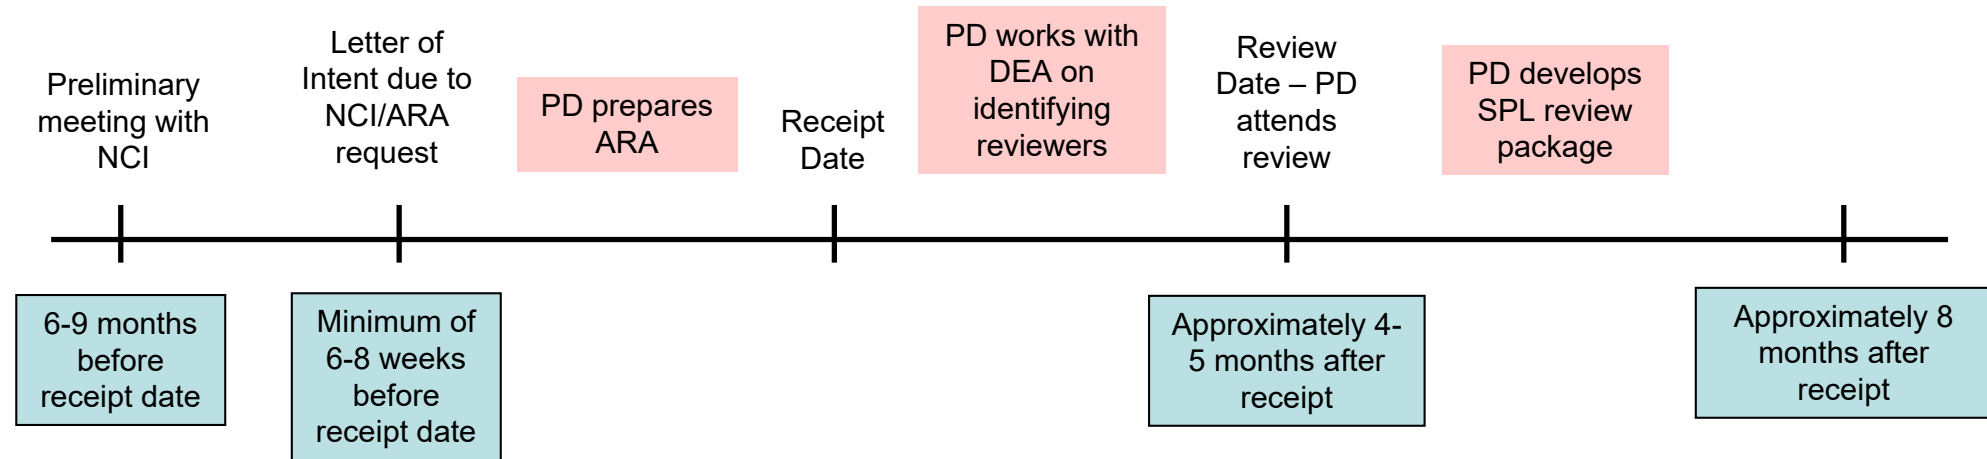 Preliminary
meeting with
NCI
Letter of
Intent due to
NCI/ARA
request
PD prepares
ARA
Receipt
Date
PD works with
DEA on
identifying
reviewers
Review
Date – PD
attends
review
PD develops
SPL review
package
6-9 months
before
receipt date
Minimum of
6-8 weeks
before
receipt date
Approximately 4-
5 months after
receipt
Approximately 8
months after
receipt